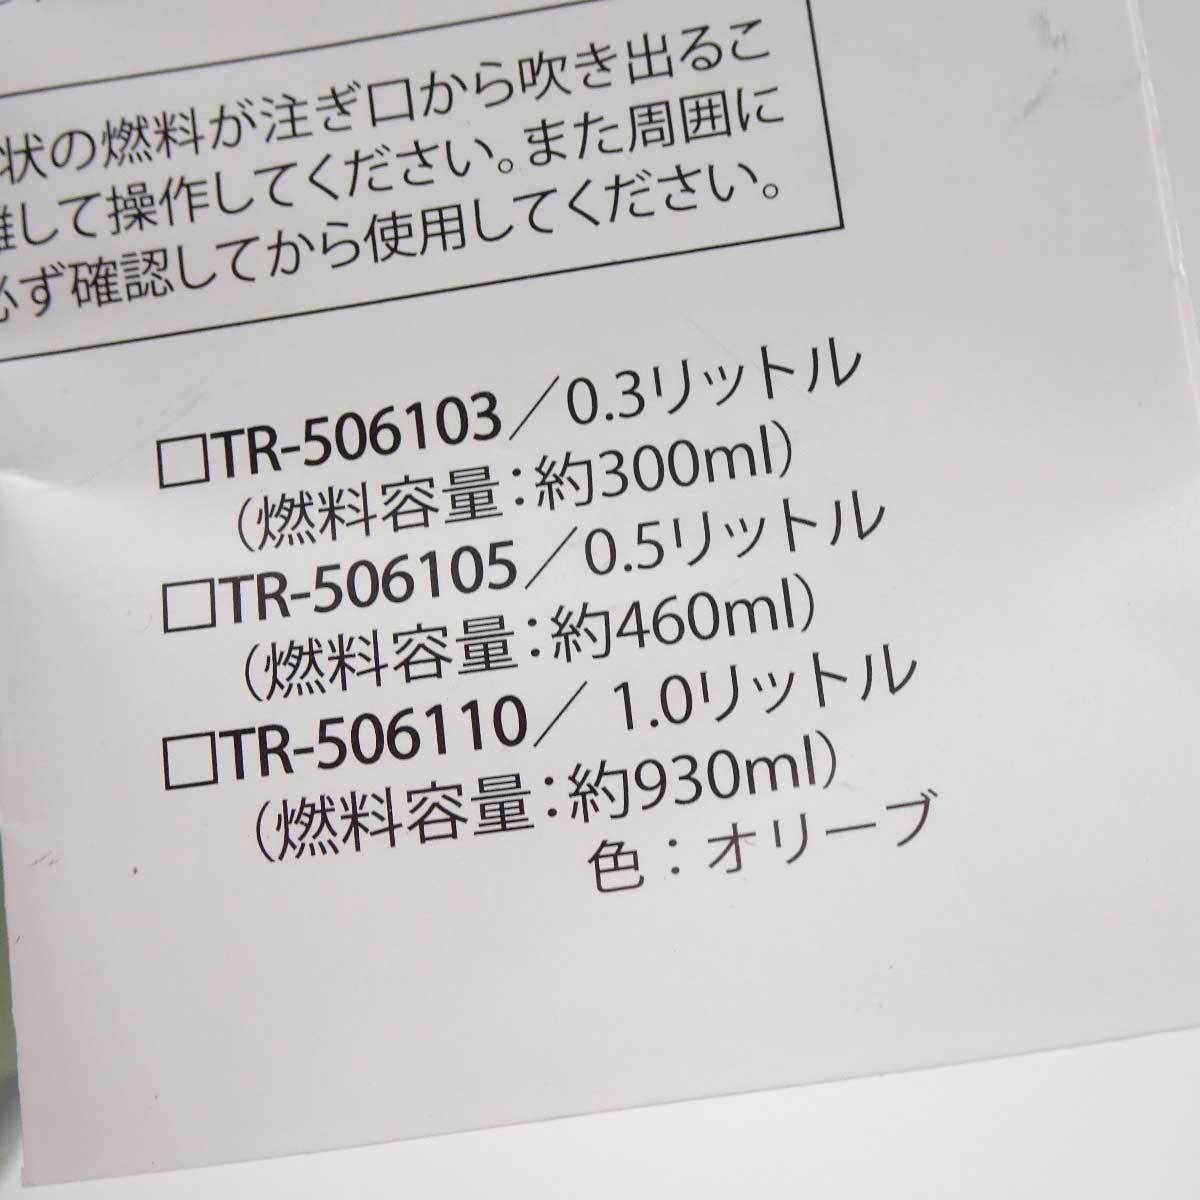 状の燃料が注ぎ口から吹き出るこ
離して操作してください。また周囲に
必ず確認してから使用してください。
□TR-506103／0.3リットル
（燃料容量：約300ml）
□TR-506105／0.5リットル
（燃料容量：約460ml）
□TR-506110／1.0リットル
（燃料容量：約930ml）
色：オリーブ